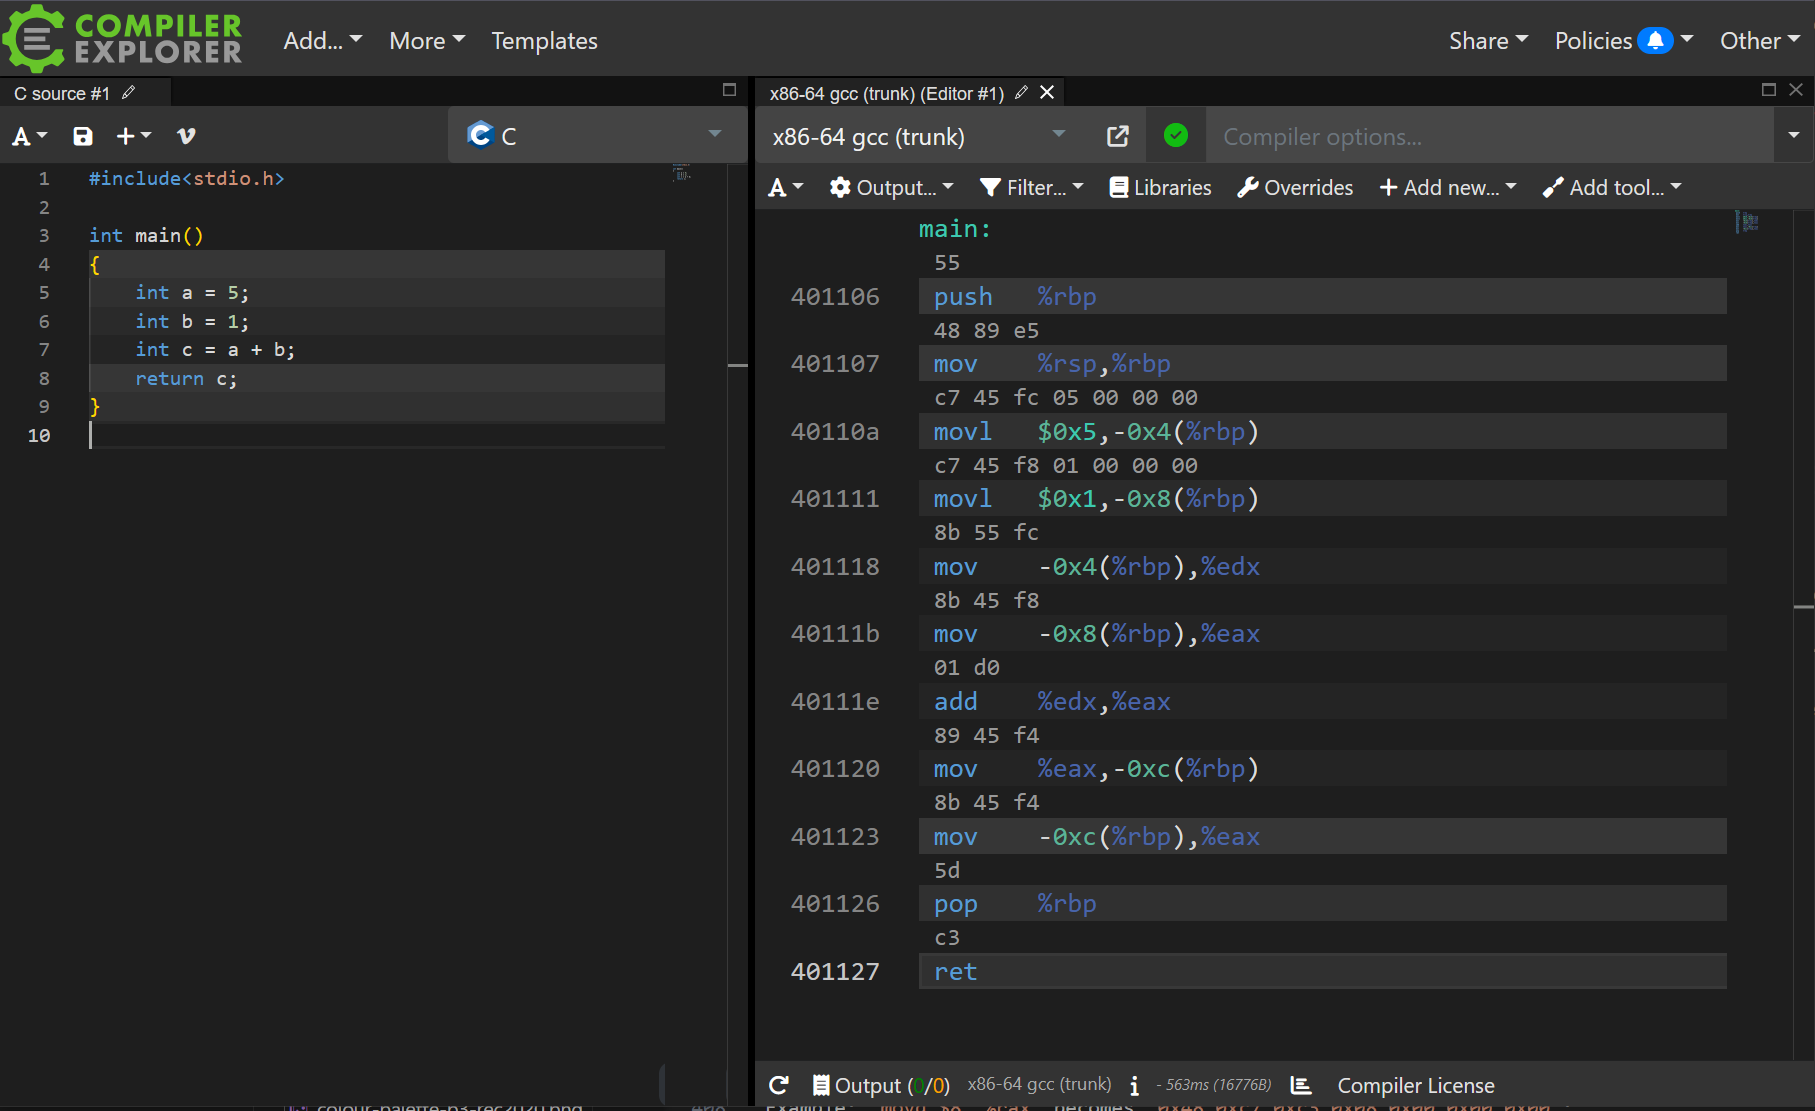 COMPILER
EXPLORER
Add...
More
Templates
Share
Policies
Other
C source #1
x86-64 gcc (trunk) (Editor #1)
A
C
x86-64 gcc (trunk)
Compiler options...
A
Output...
Filter...
Libraries
Overrides
Add new...
Add tool...
1 #include<stdio.h>
2
3 int main()
4 {
5 int a = 5;
6 int b = 1;
7 int c = a + b;
8 return c;
9 }
10
main:
55
401106 push %rbp
48 89 e5
401107 mov %rsp,%rbp
c7 45 fc 05 00 00 00
40110a movl $0x5,-0x4(%rbp)
c7 45 f8 01 00 00 00
401111 movl $0x1,-0x8(%rbp)
8b 55 fc
401118 mov -0x4(%rbp),%edx
8b 45 f8
40111b mov -0x8(%rbp),%eax
01 d0
40111e add %edx,%eax
89 45 f4
401120 mov %eax,-0xc(%rbp)
8b 45 f4
401123 mov -0xc(%rbp),%eax
5d
401126 pop %rbp
c3
401127 ret
Output (0/0) x86-64 gcc (trunk) i - 563ms (16776B) Compiler License